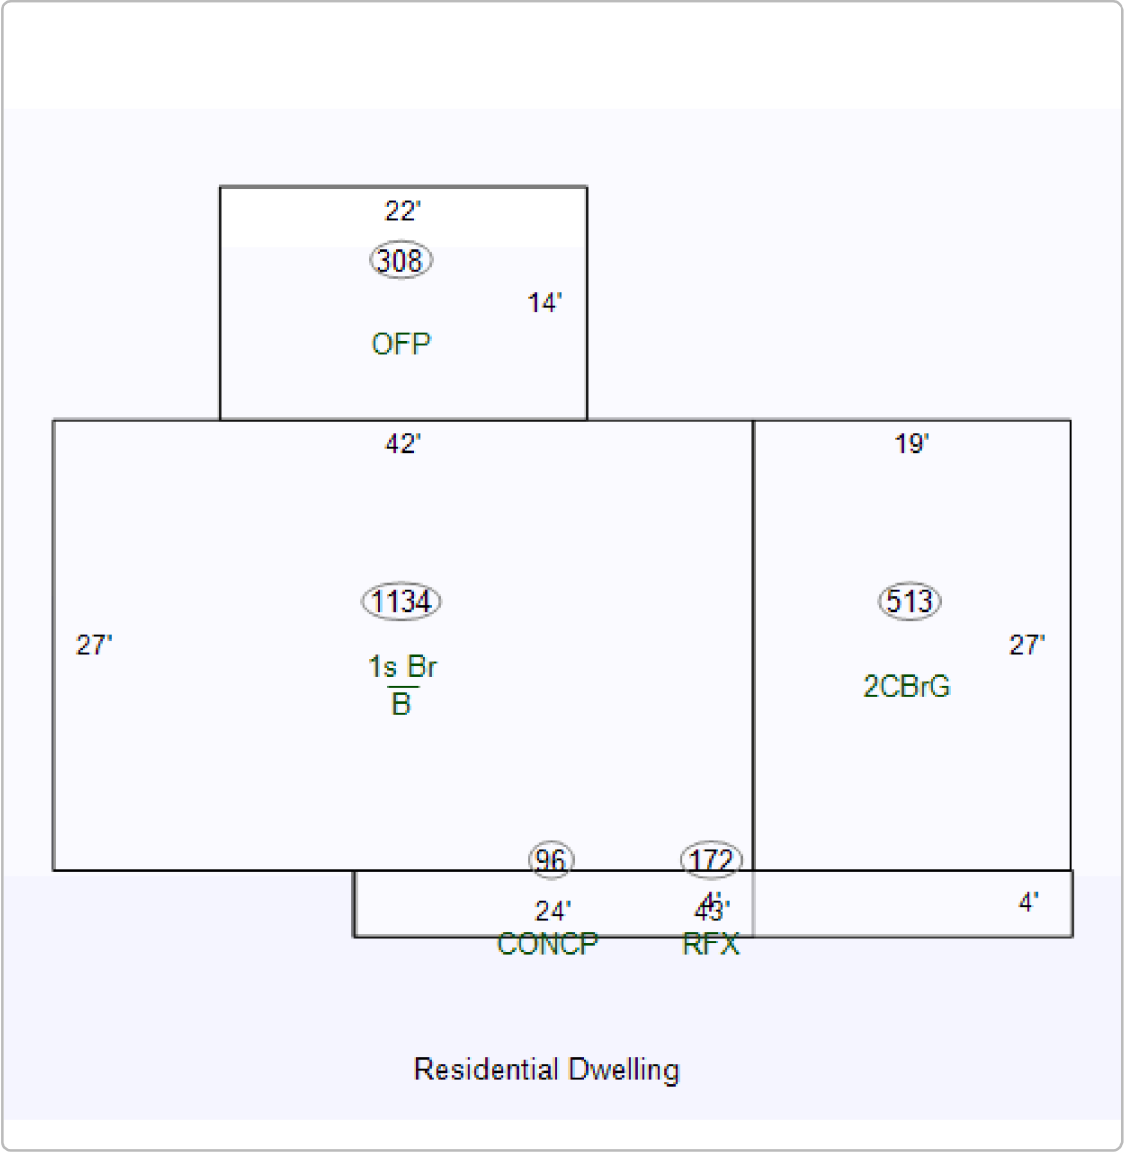 22'
308
14'
OFP
42'
19'
1134
513
27'
27'
1s Br
B
2CBrG
96
172
4'
4'
24'
43'
CONCP
RFX
Residential Dwelling